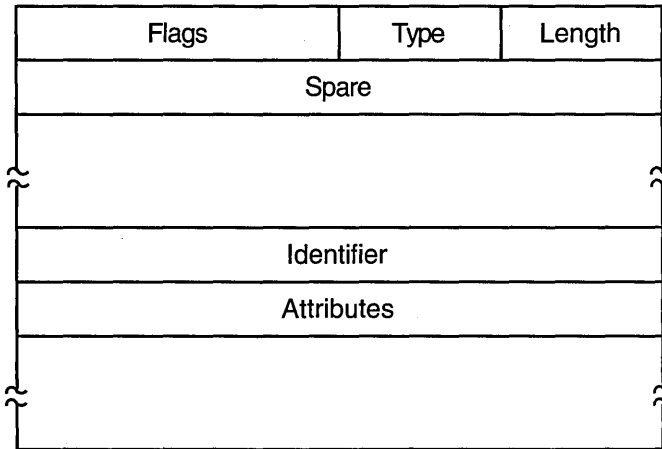 Flags Type Length
Spare
Identifier
Attributes